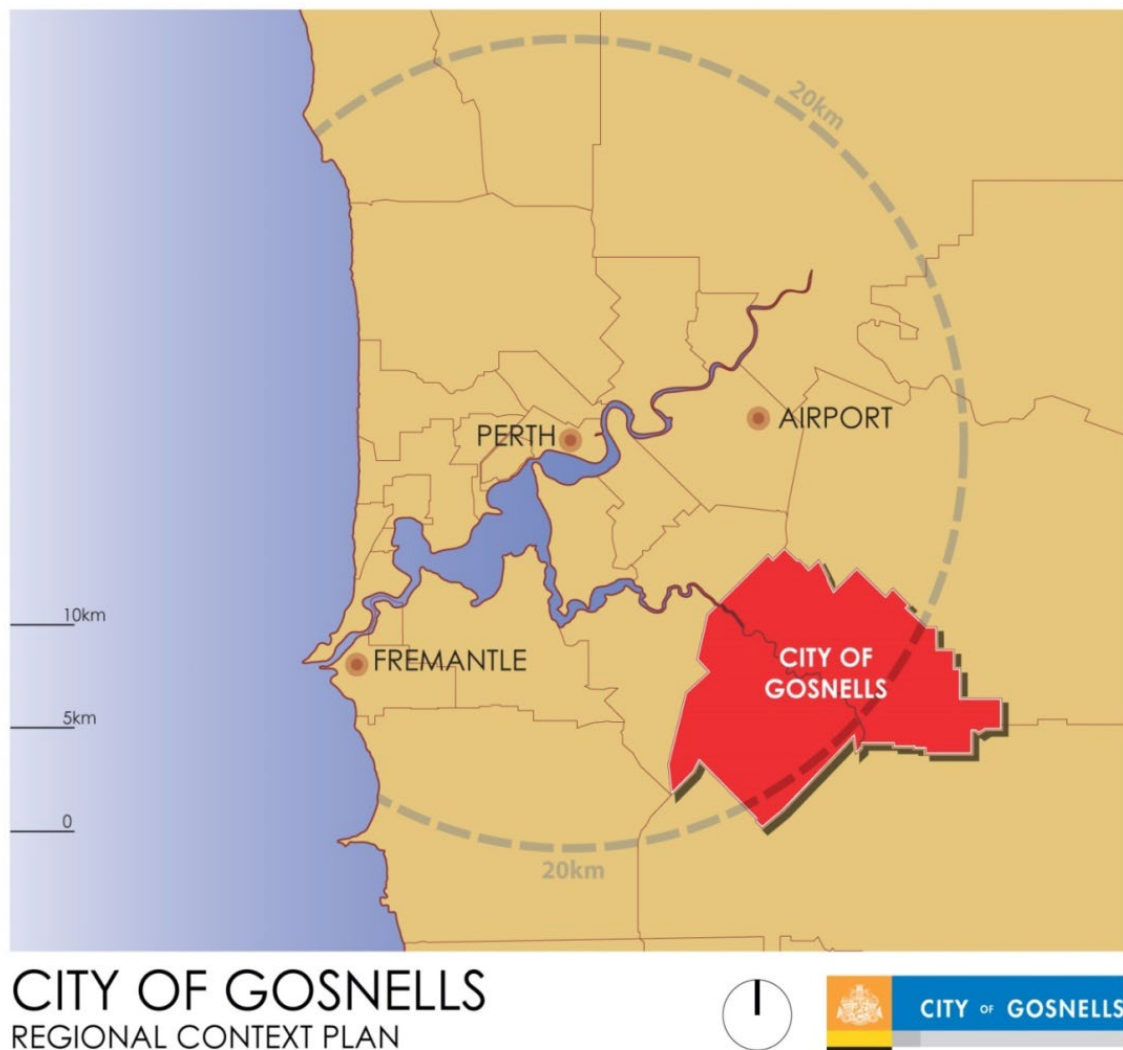 20km
PERTH
AIRPORT
10km
FREMANTLE
CITY OF
GOSNELLS
5km
0
20km
CITY OF GOSNELLS
REGIONAL CONTEXT PLAN
CITY OF GOSNELLS